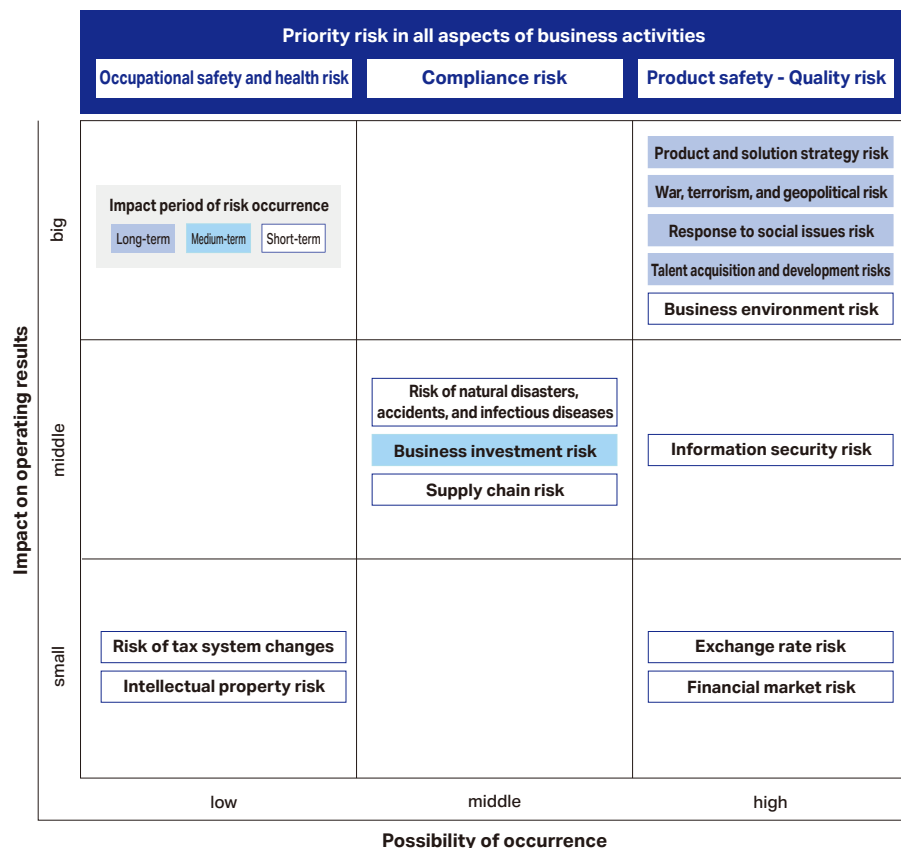 Priority risk in all aspects of business activities
Occupational safety and health risk
Compliance risk
Product safety - Quality risk
Impact on operating results
big
Impact period of risk occurrence
Long-term
Medium-term
Short-term
Product and solution strategy risk
War, terrorism, and geopolitical risk
Response to social issues risk
Talent acquisition and development risks
Business environment risk
middle
Risk of natural disasters,
accidents, and infectious diseases
Business investment risk
Supply chain risk
Information security risk
small
Risk of tax system changes
Intellectual property risk
Exchange rate risk
Financial market risk
low
middle
high
Possibility of occurrence